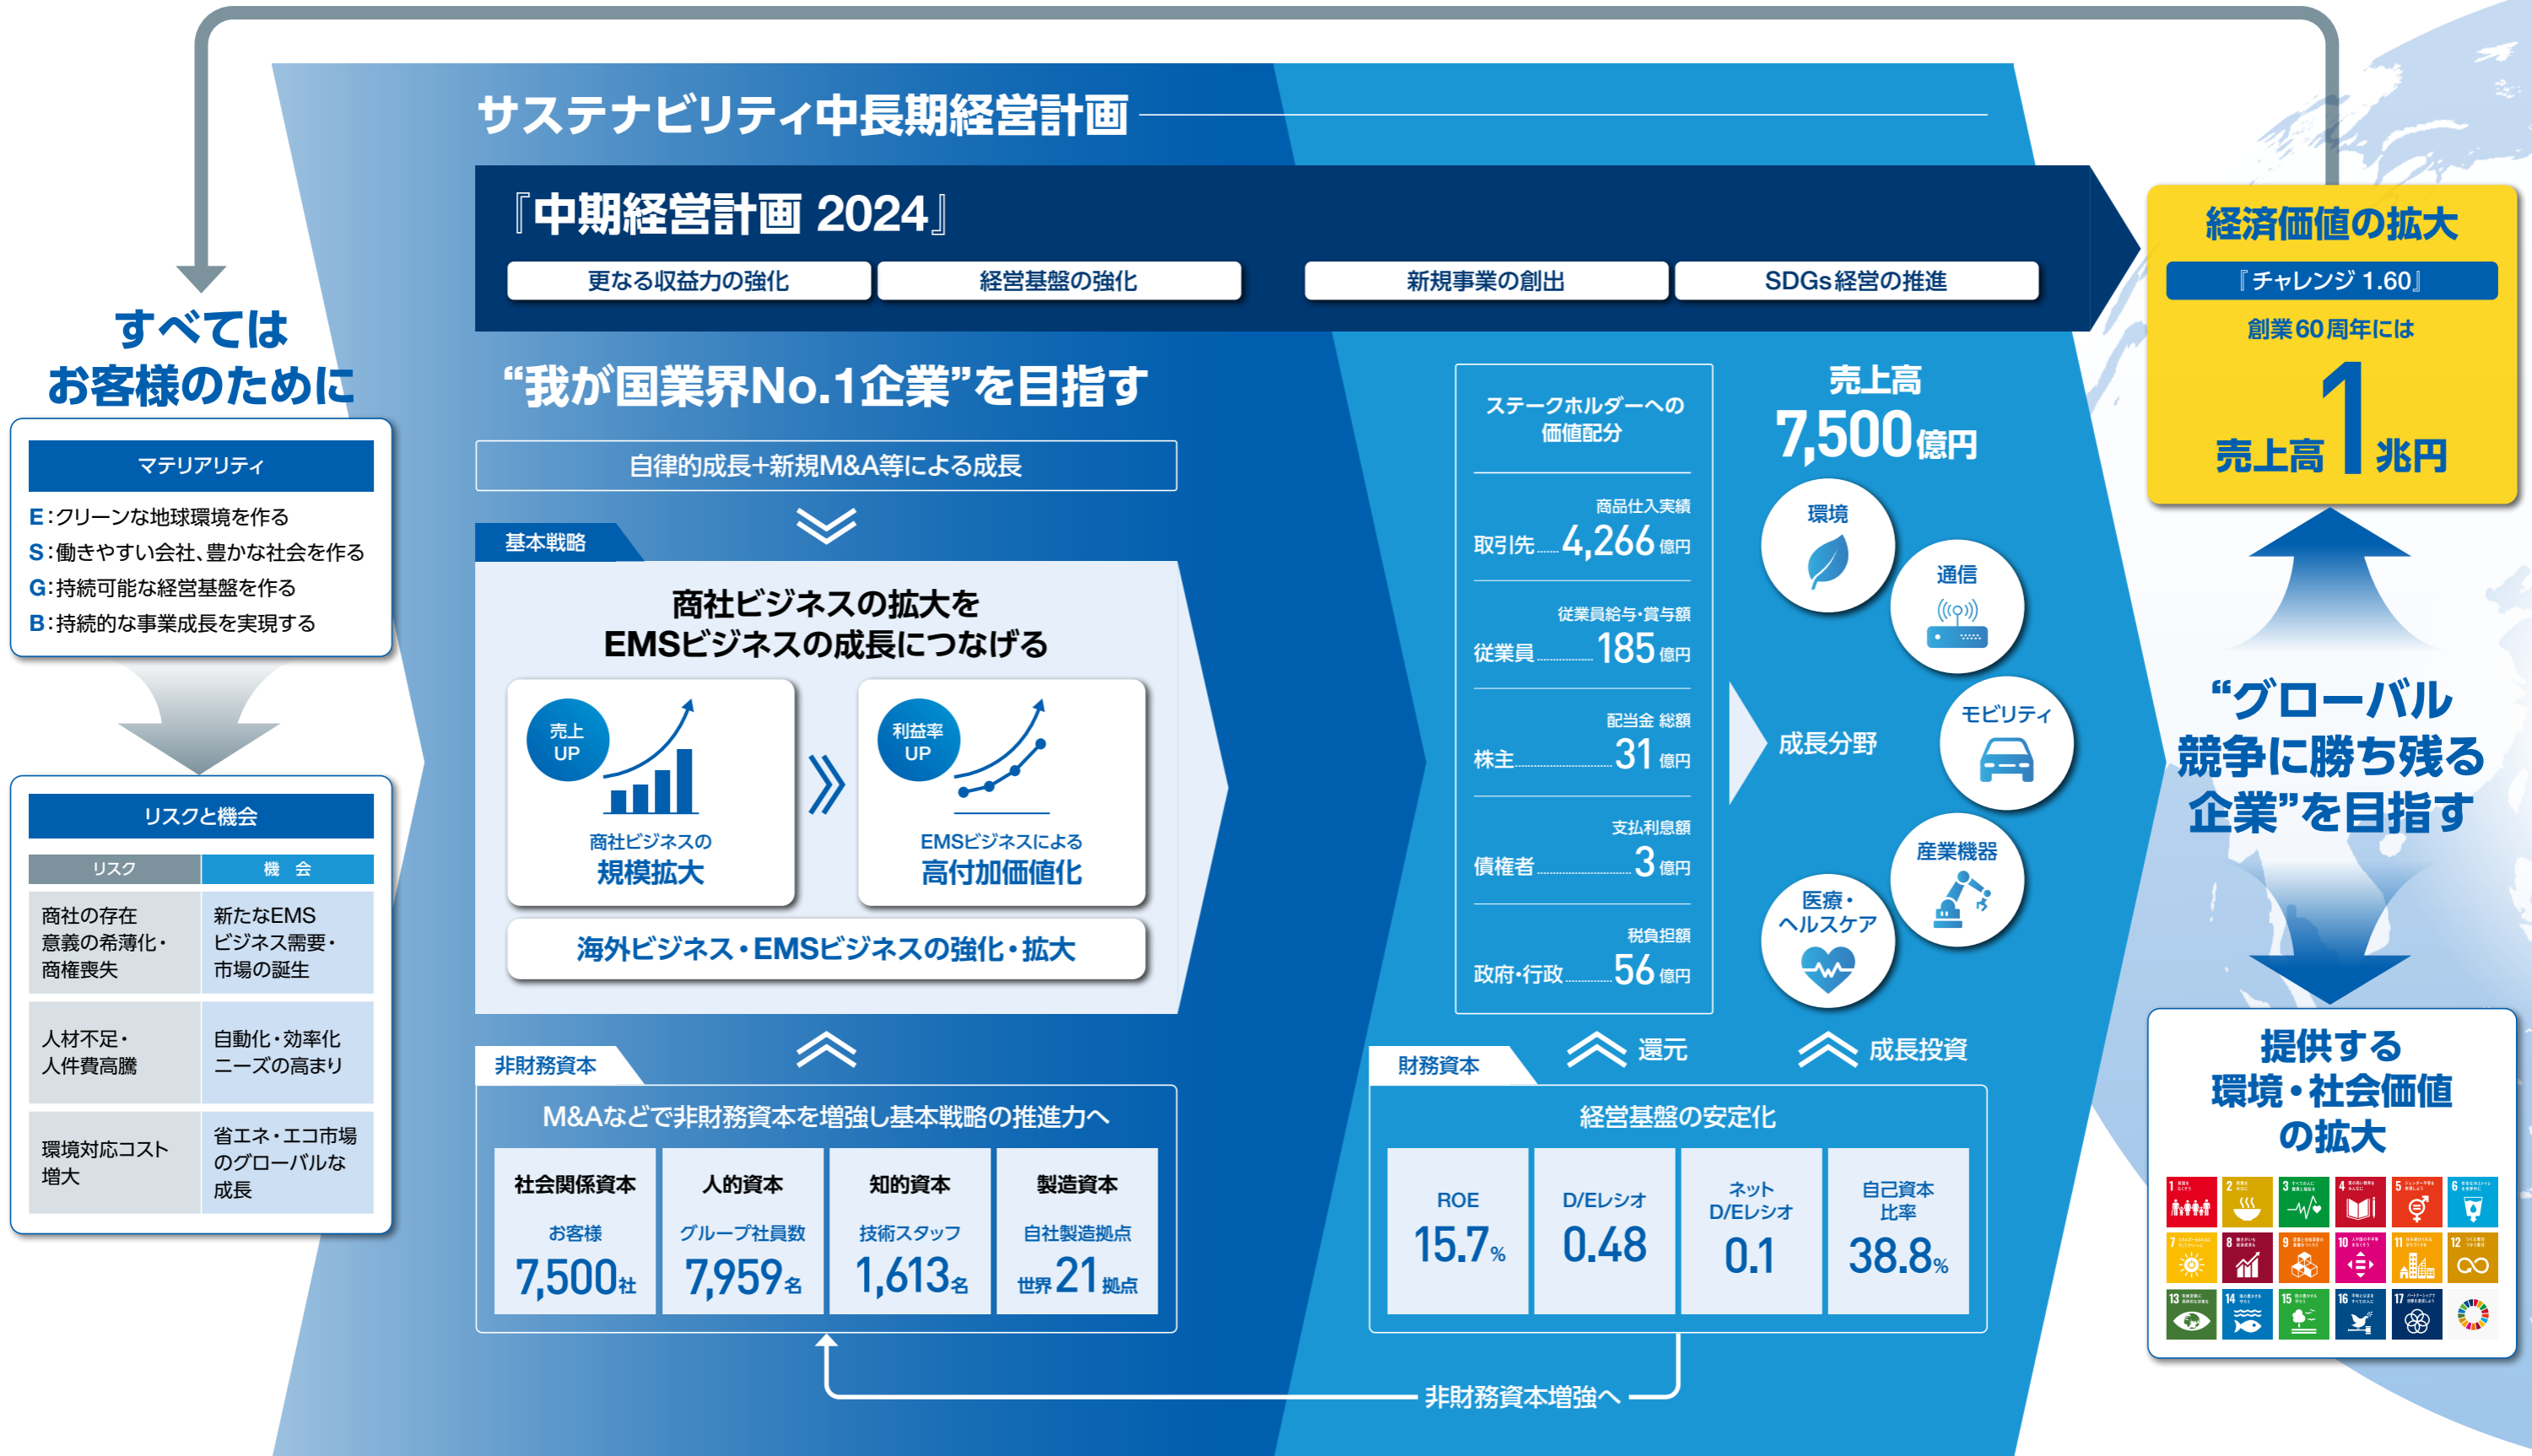 サステナビリティ中長期経営計画
『中期経営計画 2024』
更なる収益力の強化
経営基盤の強化
新規事業の創出
SDGs経営の推進
すべては
お客様のために
マテリアリティ
E：クリーンな地球環境を作る
S：働きやすい会社、豊かな社会を作る
G：持続可能な経営基盤を作る
B：持続的な事業成長を実現する
リスクと機会
リスク
機 会
商社の存在
意義の希薄化・
商権喪失
新たなEMS
ビジネス需要・
市場の誕生
人材不足・
人件費高騰
自動化・効率化
ニーズの高まり
環境対応コスト
増大
省エネ・エコ市場
のグローバルな
成長
“我が国業界No.1企業”を目指す
自律的成長+新規M&A等による成長
基本戦略
商社ビジネスの拡大を
EMSビジネスの成長につなげる
売上
UP
商社ビジネスの
規模拡大
利益率
UP
EMSビジネスによる
高付加価値化
海外ビジネス・EMSビジネスの強化・拡大
非財務資本
M&Aなどで非財務資本を増強し基本戦略の推進力へ
社会関係資本
お客様
7,500社
人的資本
グループ社員数
7,959名
知的資本
技術スタッフ
1,613名
製造資本
自社製造拠点
世界21拠点
ステークホルダーへの
価値配分
商品仕入実績
取引先......4,266億円
従業員給与・賞与額
従業員......185億円
配当金 総額
株主......31億円
支払利息額
債権者......3億円
税負担額
政府・行政......56億円
売上高
7,500億円
成長分野
環境
通信
モビリティ
産業機器
医療・
ヘルスケア
還元
成長投資
財務資本
経営基盤の安定化
ROE
15.7%
D/Eレシオ
0.48
ネット
D/Eレシオ
0.1
自己資本
比率
38.8%
非財務資本増強へ
経済価値の拡大
『チャレンジ 1.60』
創業60周年には
売上高1兆円
“グローバル
競争に勝ち残る
企業”を目指す
提供する
環境・社会価値
の拡大
1
2
3
4
5
6
7
8
9
10
11
12
13
14
15
16
17